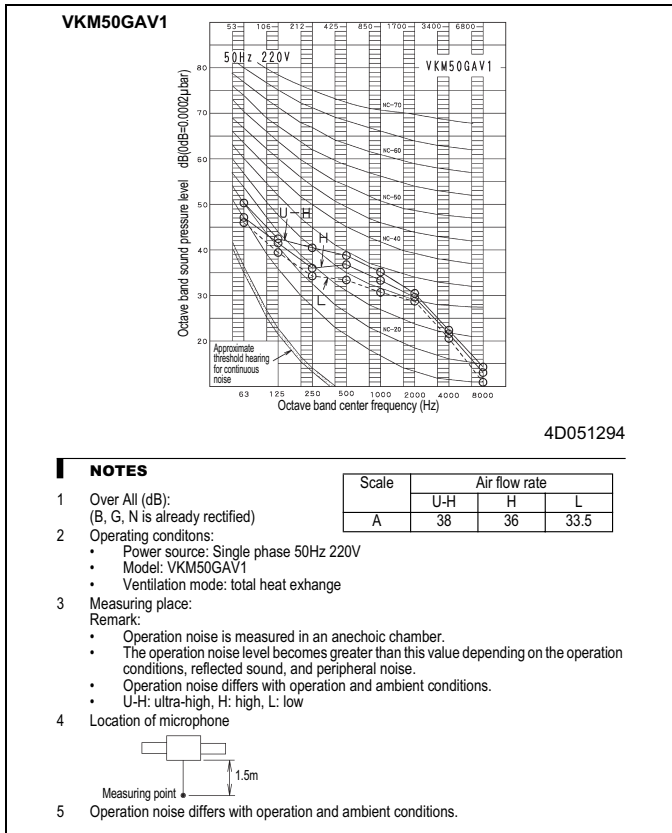 VKM50GAV1
53 106 212 425 850 1700 3400 6800
50Hz 220V
VKM50GAV1
80
70
60
50
40
30
20
Octave band sound pressure level dB(0dB=0.0002µbar)
NC-70
NC-60
NC-50
NC-40
NC-20
U-H
H
L
Approximate
threshold hearing
for continuous
noise
63 125 250 500 1000 2000 4000 8000
Octave band center frequency (Hz)
4D051294
NOTES
1 Over All (dB):
(B, G, N is already rectified)
Scale Air flow rate
U-H H L
A 38 36 33.5
2 Operating conditons:
• Power source: Single phase 50Hz 220V
• Model: VKM50GAV1
• Ventilation mode: total heat exhange
3 Measuring place:
Remark:
• Operation noise is measured in an anechoic chamber.
• The operation noise level becomes greater than this value depending on the operation
conditions, reflected sound, and peripheral noise.
• Operation noise differs with operation and ambient conditions.
• U-H: ultra-high, H: high, L: low
4 Location of microphone
1.5m
Measuring point
5 Operation noise differs with operation and ambient conditions.